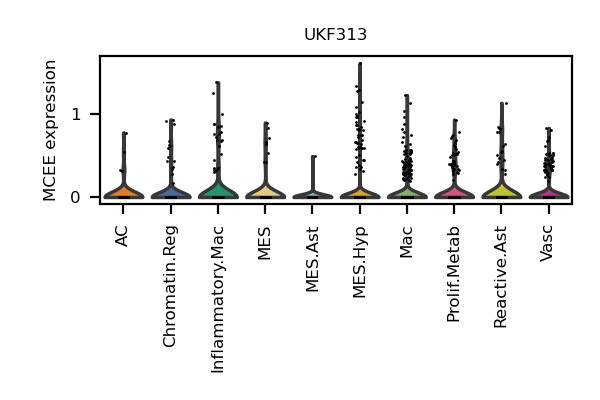 UKF313
MCEE expression
1
0
AC
Chromatin.Reg
Inflammatory.Mac
MES
MES.Ast
MES.Hyp
Mac
Prolif.Metab
Reactive.Ast
Vasc